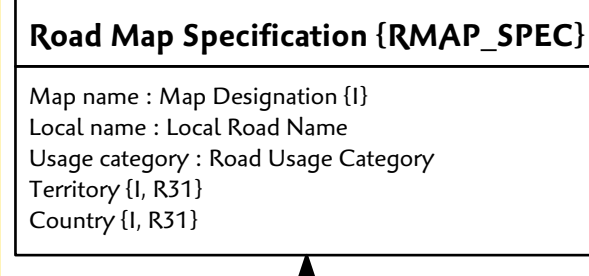 Road Map Specification {RMAP_SPEC}
Map name : Map Designation {I}
Local name : Local Road Name
Usage category : Road Usage Category
Territory {I, R31}
Country {I, R31}